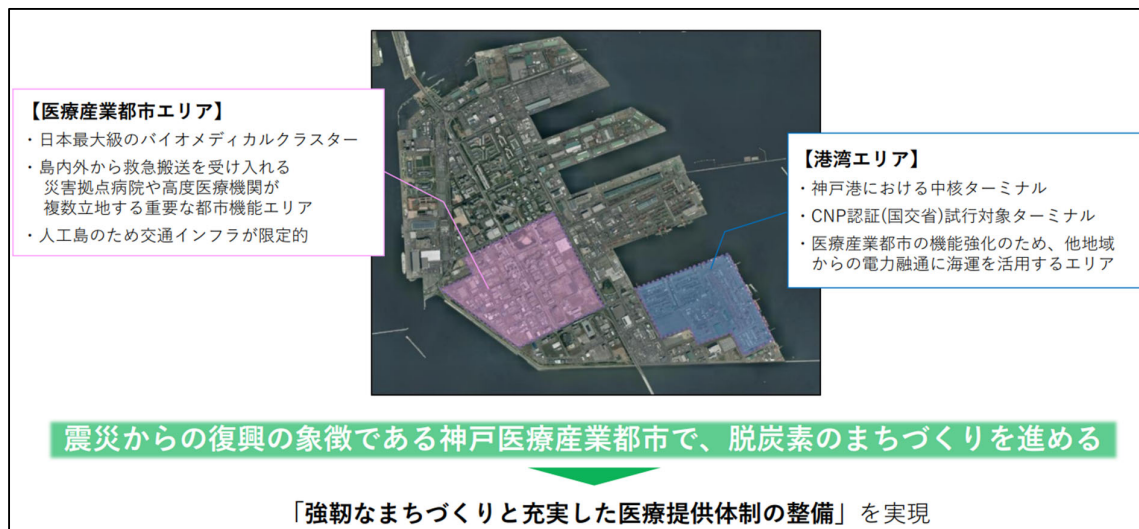 【医療産業都市エリア】
・日本最大級のバイオメディカルクラスター
・島内外から救急搬送を受け入れる
災害拠点病院や高度医療機関が
複数立地する重要な都市機能エリア
・人工島のため交通インフラが限定的
【港湾エリア】
・神戸港における中核ターミナル
・CNP認証(国交省)試行対象ターミナル
・医療産業都市の機能強化のため、他地域
からの電力融通に海運を活用するエリア
震災からの復興の象徴である神戸医療産業都市で、脱炭素のまちづくりを進める
「強靭なまちづくりと充実した医療提供体制の整備」を実現